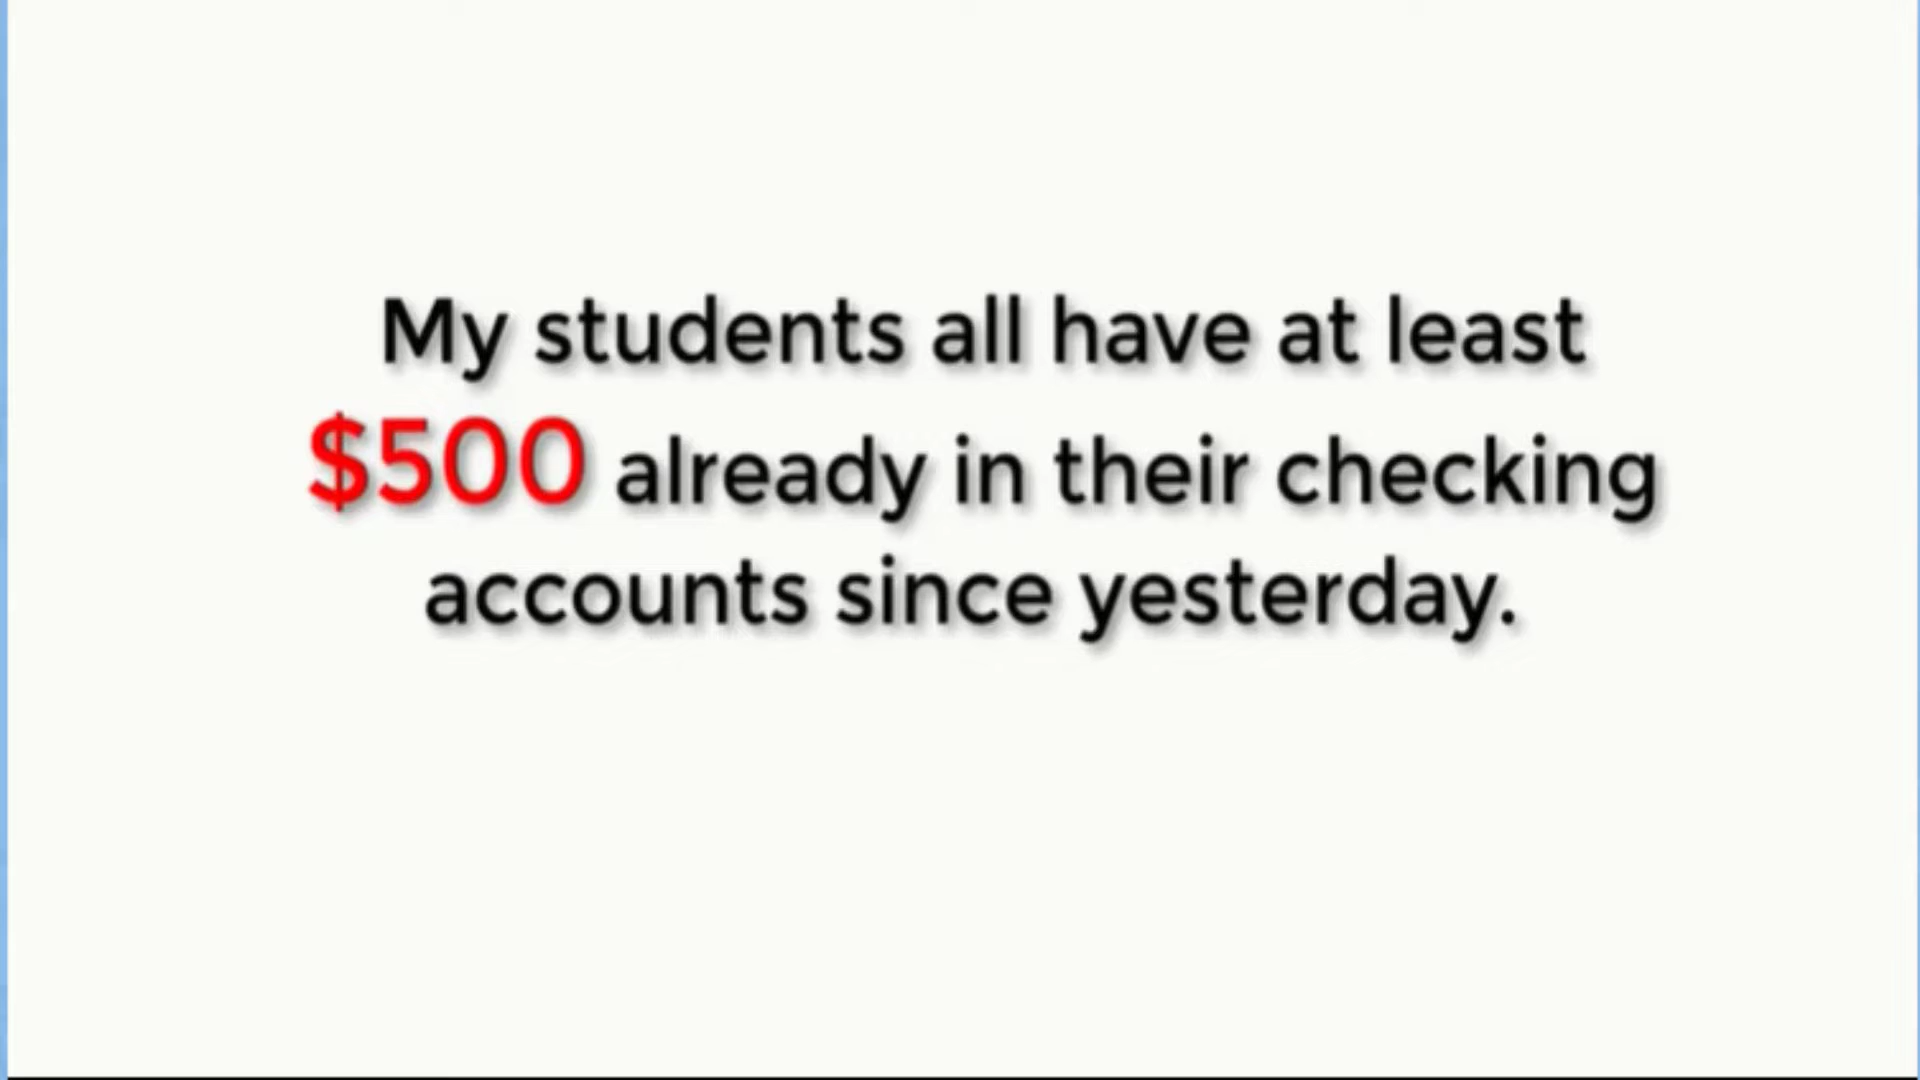 My students all have at least
$500 already in their checking
accounts since yesterday.